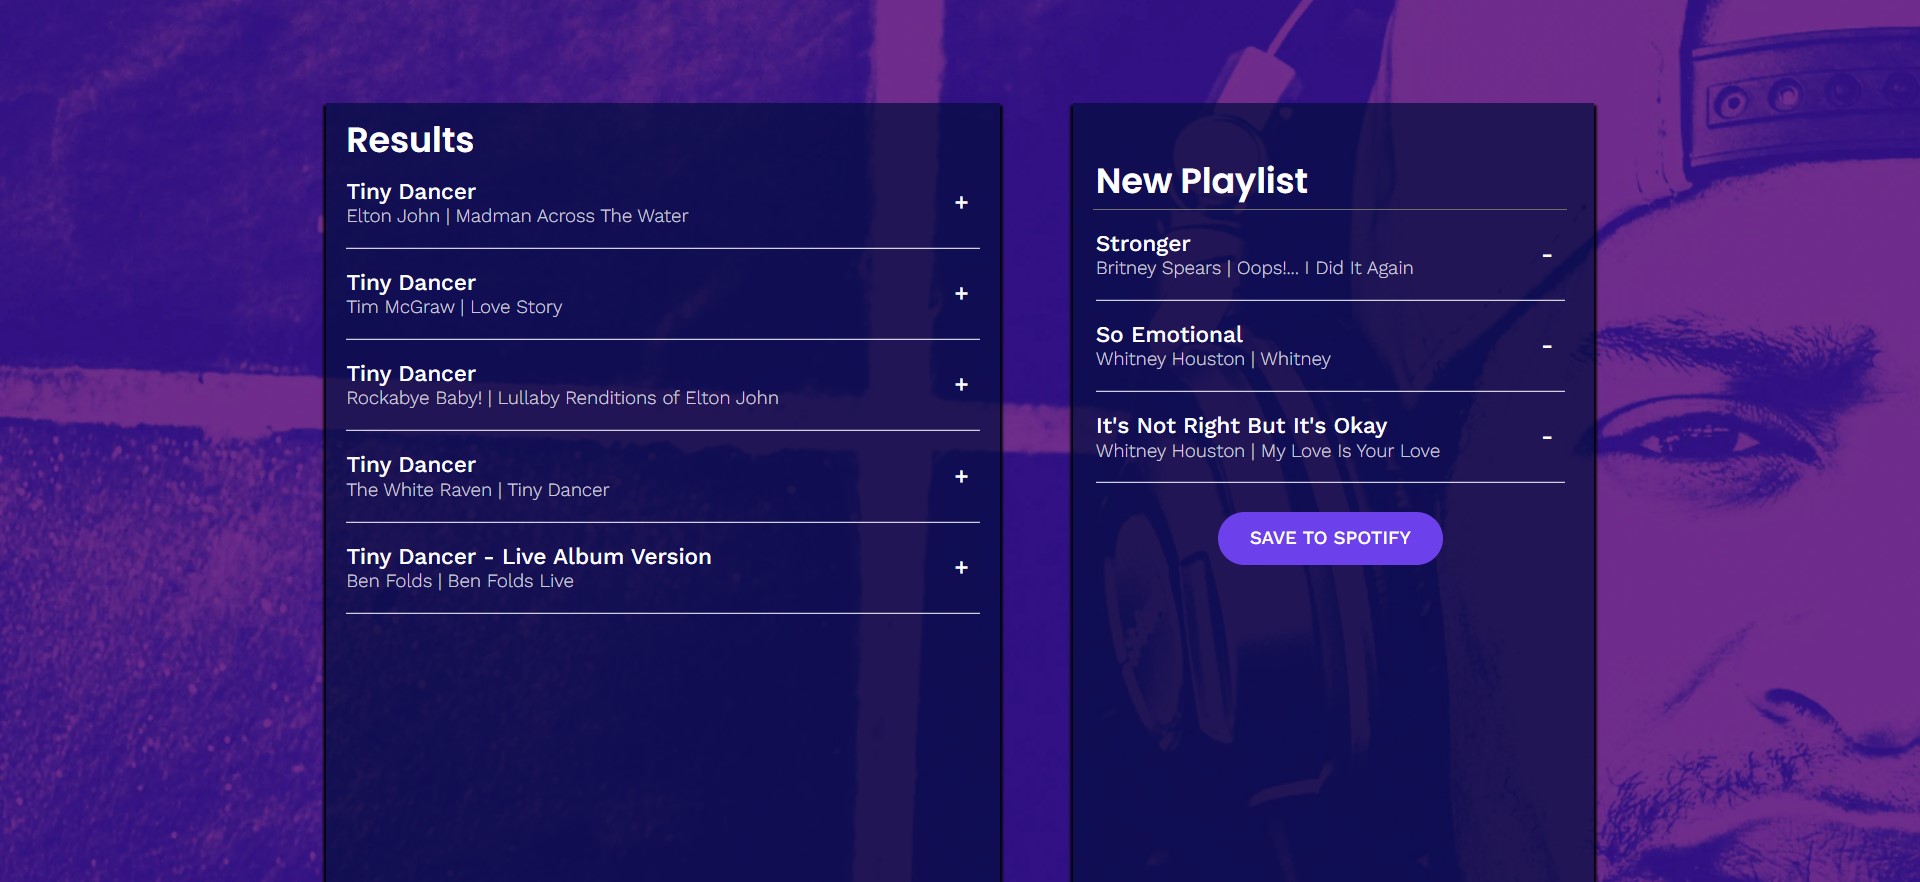 Results
Tiny Dancer
Elton John | Madman Across The Water
+
Tiny Dancer
Tim McGraw | Love Story
+
Tiny Dancer
Rockabye Baby! | Lullaby Renditions of Elton John
+
Tiny Dancer
The White Raven | Tiny Dancer
+
Tiny Dancer - Live Album Version
Ben Folds | Ben Folds Live
+
New Playlist
Stronger
Britney Spears | Oops!... I Did It Again
-
So Emotional
Whitney Houston | Whitney
-
It's Not Right But It's Okay
Whitney Houston | My Love Is Your Love
-
SAVE TO SPOTIFY